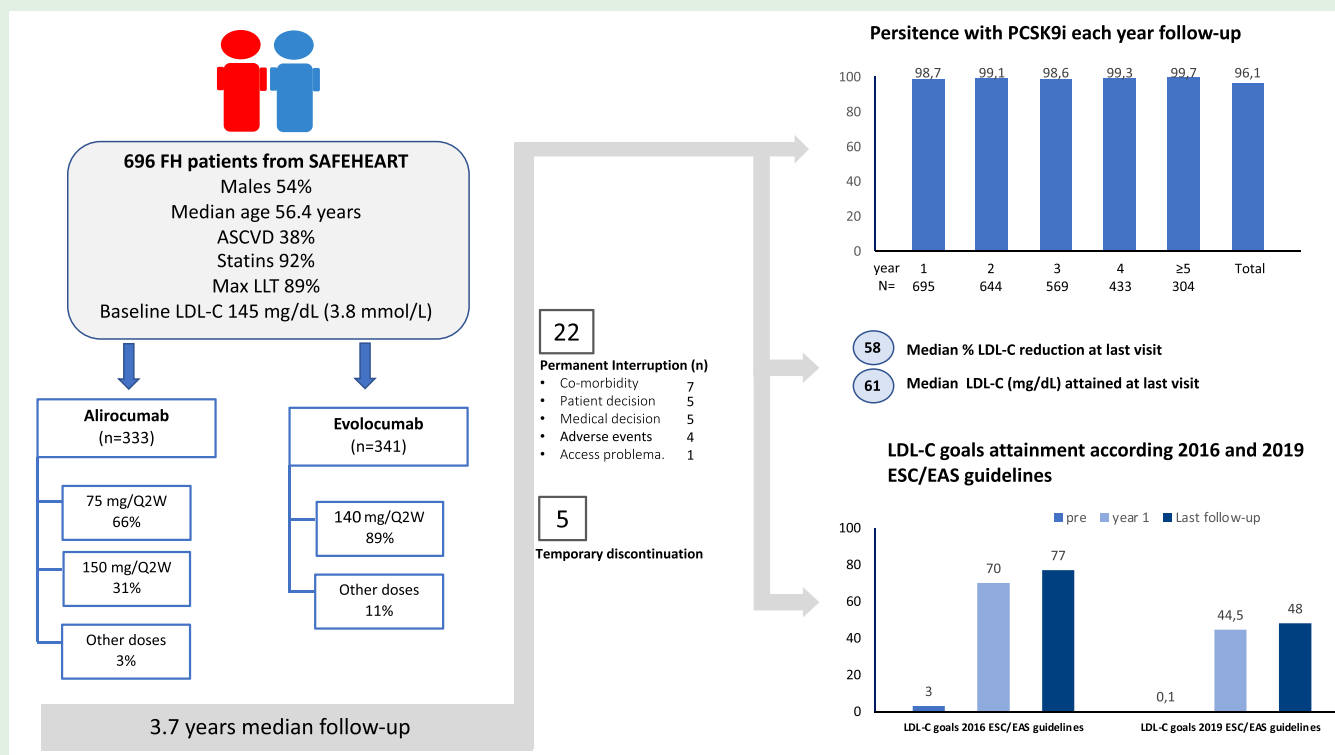 696 FH patients from SAFEHEART
Males 54%
Median age 56.4 years
ASCVD 38%
Statins 92%
Max LLT 89%
Baseline LDL-C 145 mg/dL (3.8 mmol/L)
Alirocumab
(n=333)
75 mg/Q2W
66%
150 mg/Q2W
31%
Other doses
3%
Evolocumab
(n=341)
140 mg/Q2W
89%
Other doses
11%
3.7 years median follow-up
22
Permanent Interruption (n)
• Co-morbidity 7
• Patient decision 5
• Medical decision 5
• Adverse events 4
• Access problema. 1
5
Temporary discontinuation
Persitence with PCSK9i each year follow-up
100
80
60
40
20
0
98,7 99,1 98,6 99,3 99,7 96,1
year 1 2 3 4 ≥5 Total
N= 695 644 569 433 304
58 Median % LDL-C reduction at last visit
61 Median LDL-C (mg/dL) attained at last visit
LDL-C goals attainment according 2016 and 2019
ESC/EAS guidelines
pre year 1 Last follow-up
100
80
60
40
20
0
3 70 77
0,1 44,5 48
LDL-C goals 2016 ESC/EAS guidelines
LDL-C goals 2019 ESC/EAS guidelines